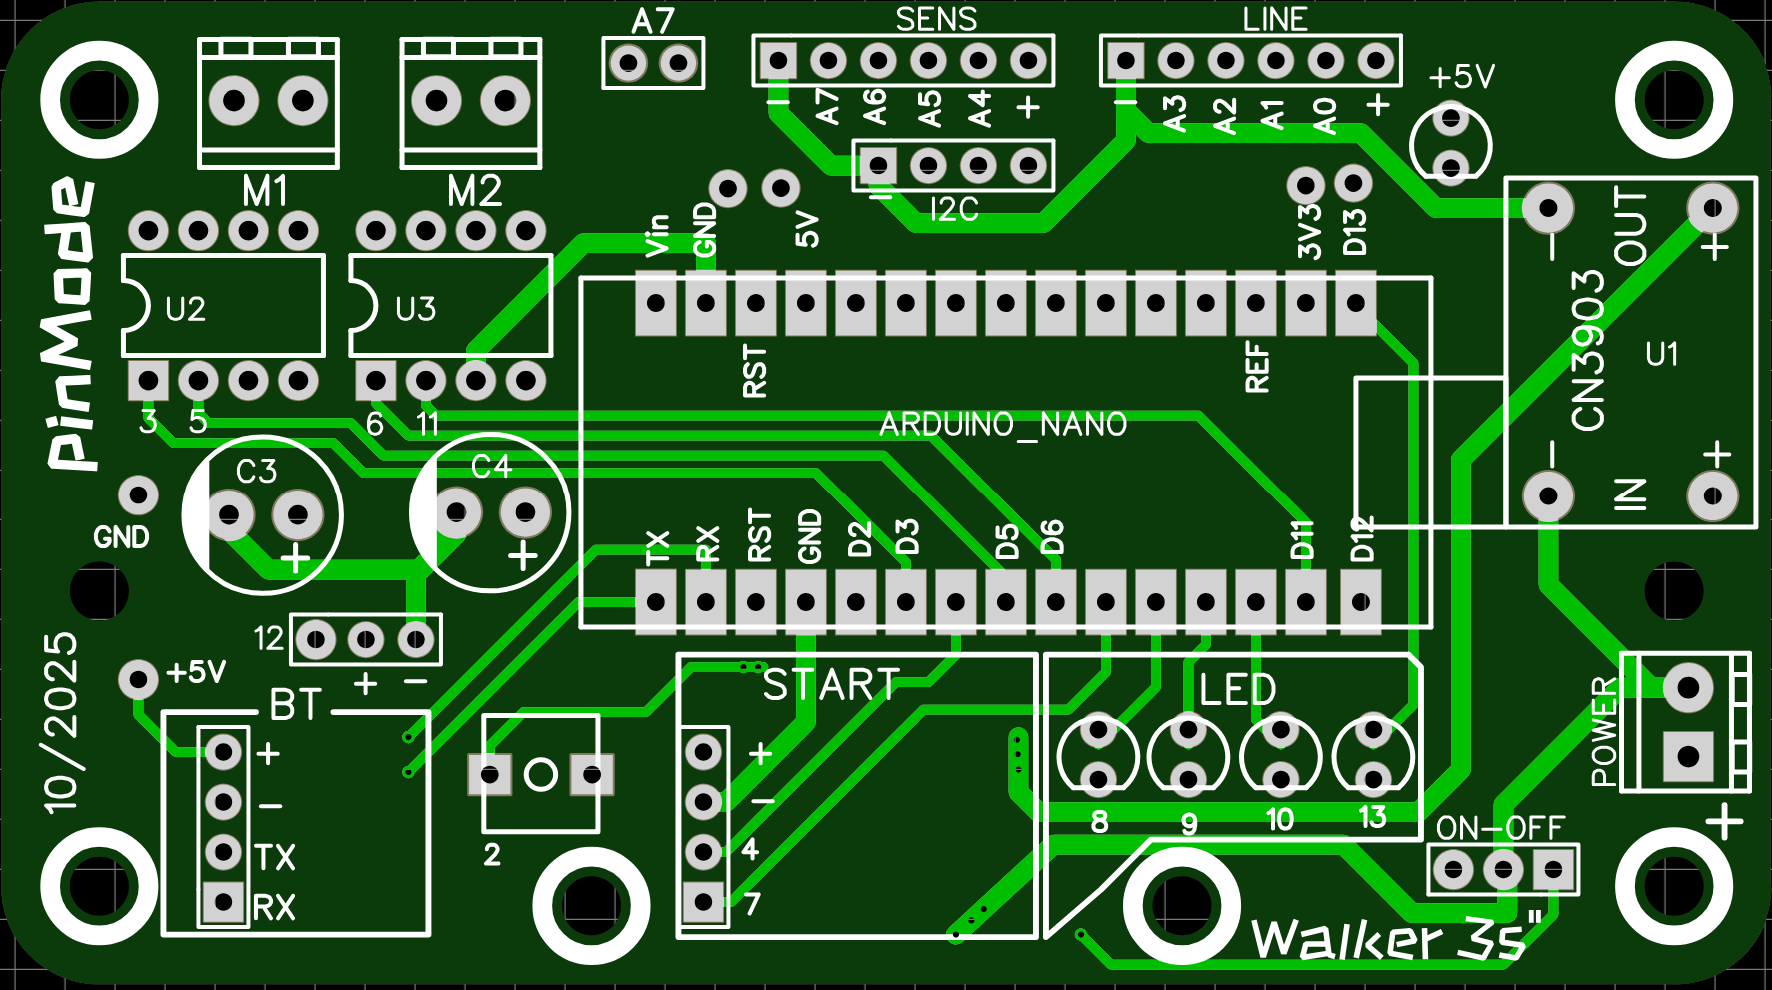 A7
SENS
LINE
+5V
A7 A6 A5 A4 +
A3 A2 A1 A0 +
M1
M2
I2C
PinMode
Vin
GND
5V
3V3
D13
OUT
− +
U2
U3
RST
REF
CN3903
U1
3 5
6 11
ARDUINO_NANO
− +
IN
C3
C4
+
+
GND
TX RX RST GND D2 D3 D5 D6 D11 D12
12
+ −
+5V
10/2025
BT
START
LED
POWER
+
−
TX
RX
2
+
−
4
7
8 9 10 13
+
ON-OFF
Walker 3s"